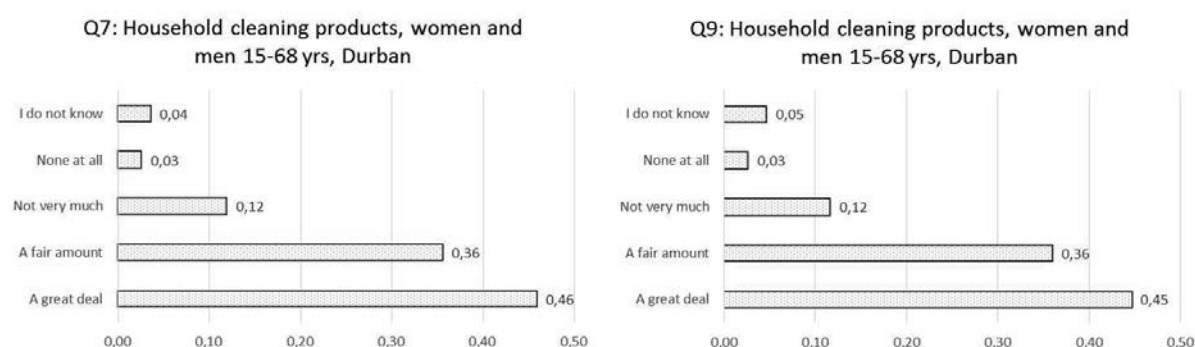 Q7: Household cleaning products, women and
men 15-68 yrs, Durban
I do not know
0,04
None at all
0,03
Not very much
0,12
A fair amount
0,36
A great deal
0,46
0,00 0,10 0,20 0,30 0,40 0,50
Q9: Household cleaning products, women and
men 15-68 yrs, Durban
I do not know
0,05
None at all
0,03
Not very much
0,12
A fair amount
0,36
A great deal
0,45
0,00 0,10 0,20 0,30 0,40 0,50